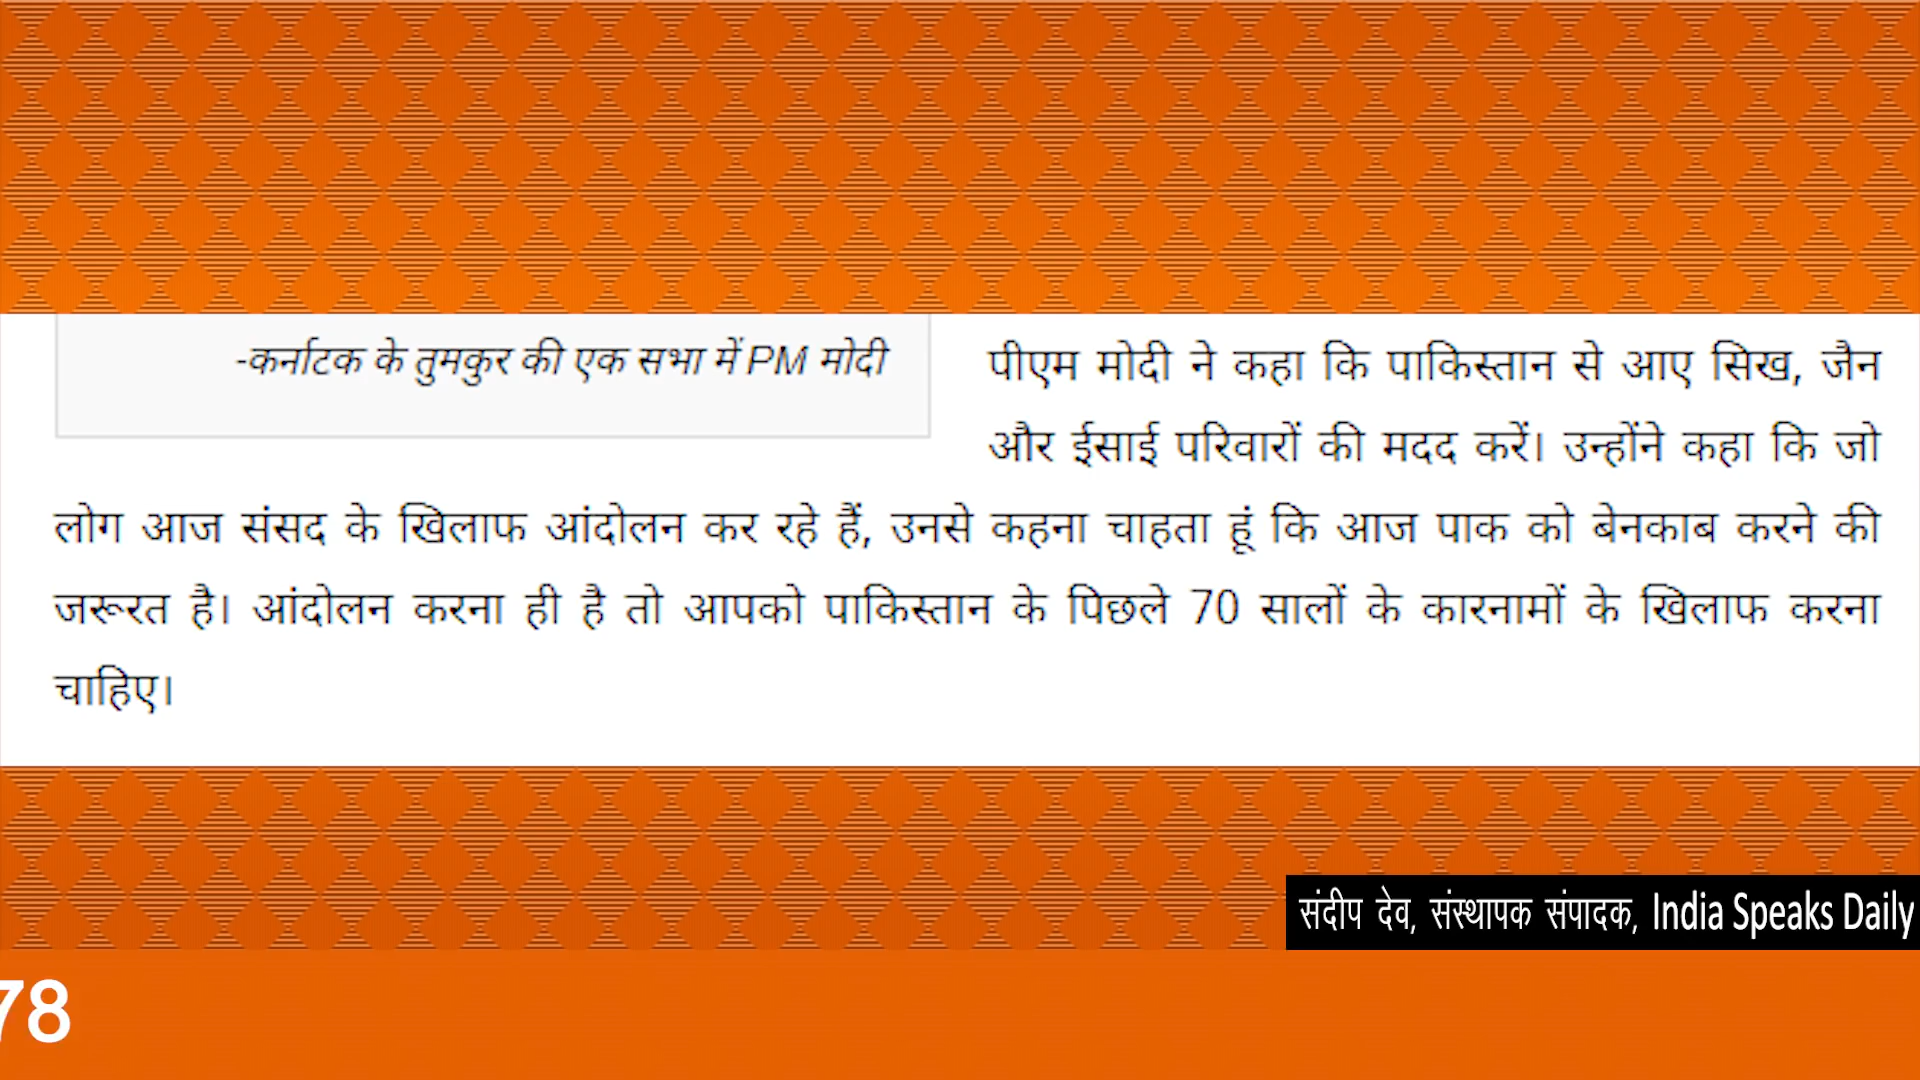 -कर्नाटक के तुमकुर की एक सभा में PM मोदी
पीएम मोदी ने कहा कि पाकिस्तान से आए सिख, जैन
और ईसाई परिवारों की मदद करें। उन्होंने कहा कि जो
लोग आज संसद के खिलाफ आंदोलन कर रहे हैं, उनसे कहना चाहता हूं कि आज पाक को बेनकाब करने की
जरूरत है। आंदोलन करना ही है तो आपको पाकिस्तान के पिछले 70 सालों के कारनामों के खिलाफ करना
चाहिए।
संदीप देव, संस्थापक संपादक, India Speaks Daily
78